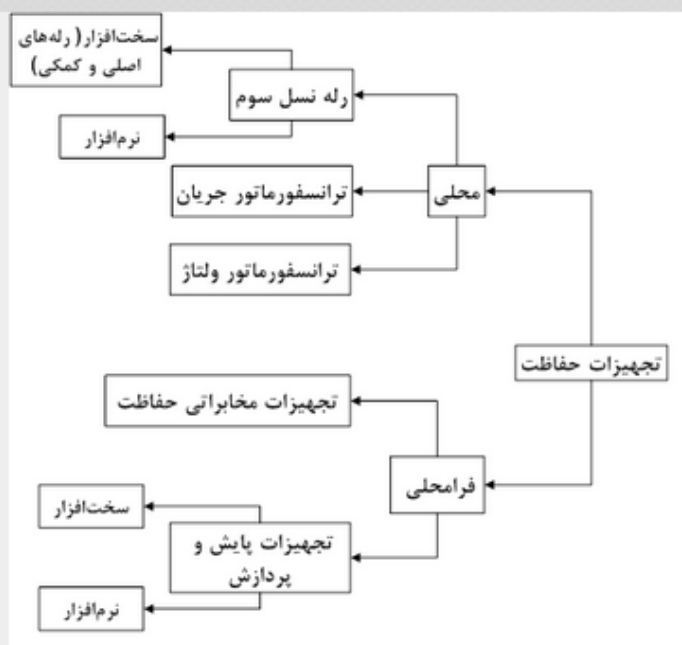 سخت‌افزار( رله‌های
اصلی و کمکی)
رله نسل سوم
نرم‌افزار
محلی
ترانسفورماتور جریان
ترانسفورماتور ولتاژ
تجهیزات حفاظت
تجهیزات مخابراتی حفاظت
فرامحلی
سخت‌افزار
تجهیزات پایش و
پردازش
نرم‌افزار